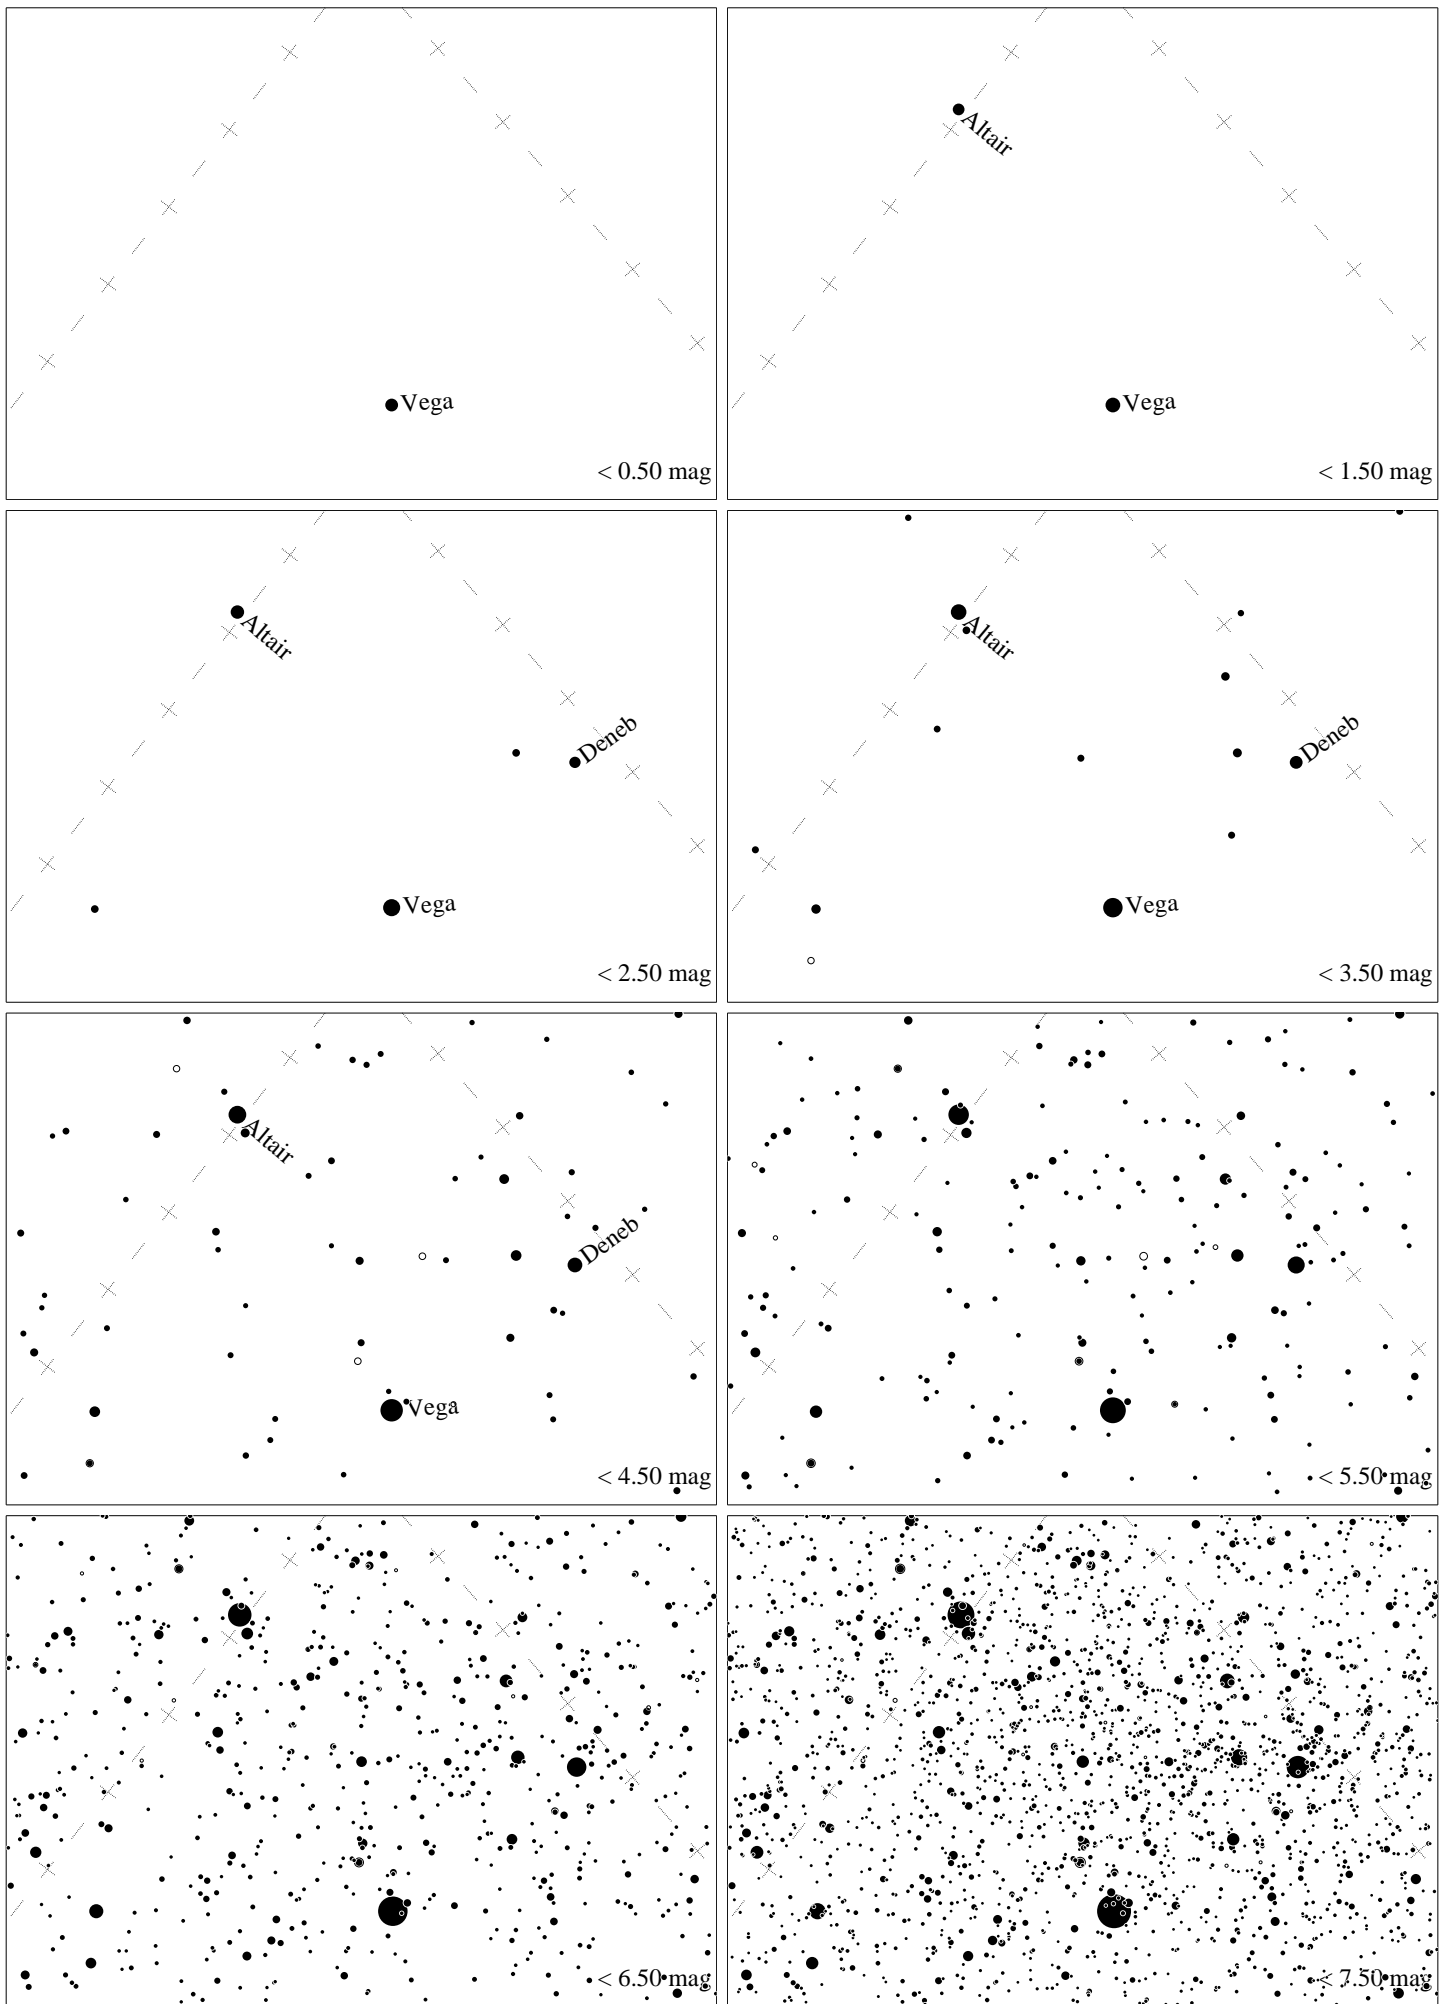 Vega
< 0.50 mag
Altair
Vega
< 1.50 mag
Altair
Deneb
Vega
< 2.50 mag
Altair
Deneb
Vega
< 3.50 mag
Altair
Deneb
Vega
< 4.50 mag
< 5.50 mag
< 6.50 mag
< 7.50 mag